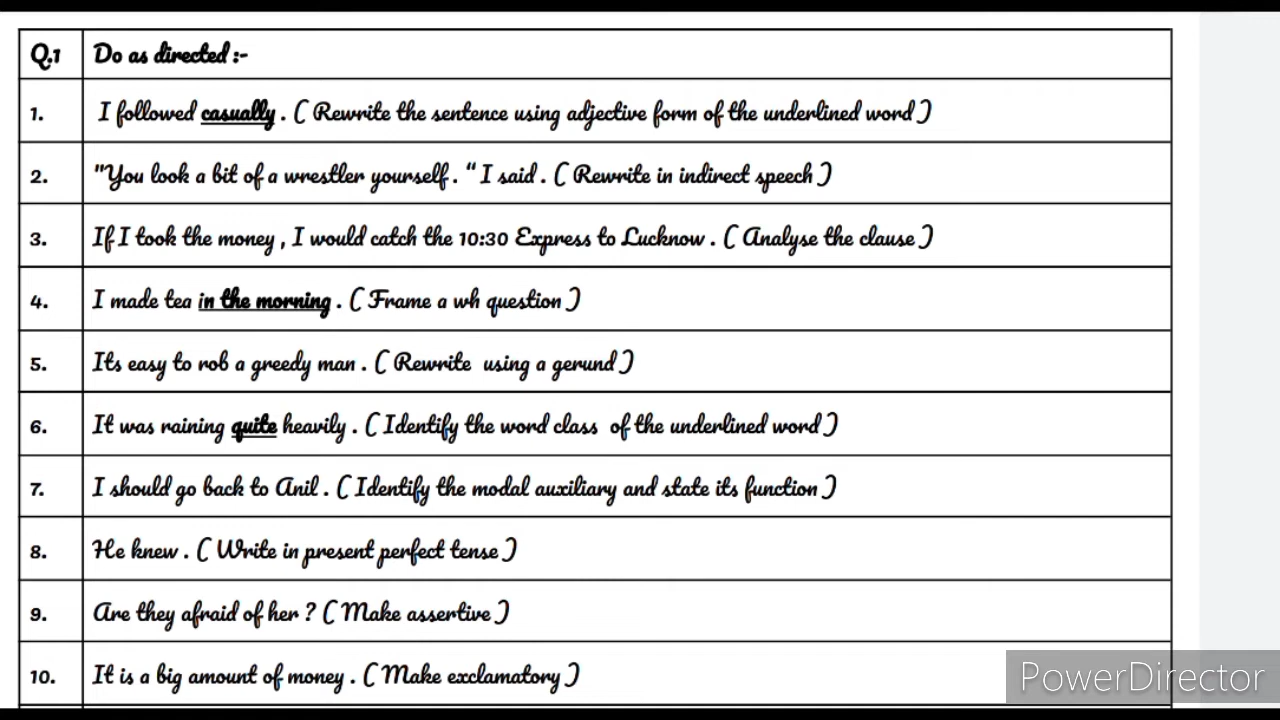 Q.1 Do as directed :-
1. I followed casually . ( Rewrite the sentence using adjective form of the underlined word )
2. "You look a bit of a wrestler yourself . “ I said . ( Rewrite in indirect speech )
3. If I took the money , I would catch the 10:30 Express to Lucknow . ( Analyse the clause )
4. I made tea in the morning . ( Frame a wh question )
5. Its easy to rob a greedy man . ( Rewrite using a gerund )
6. It was raining quite heavily . ( Identify the word class of the underlined word )
7. I should go back to Anil . ( Identify the modal auxiliary and state its function )
8. He knew . ( Write in present perfect tense )
9. Are they afraid of her ? ( Make assertive )
10. It is a big amount of money . ( Make exclamatory )
PowerDirector